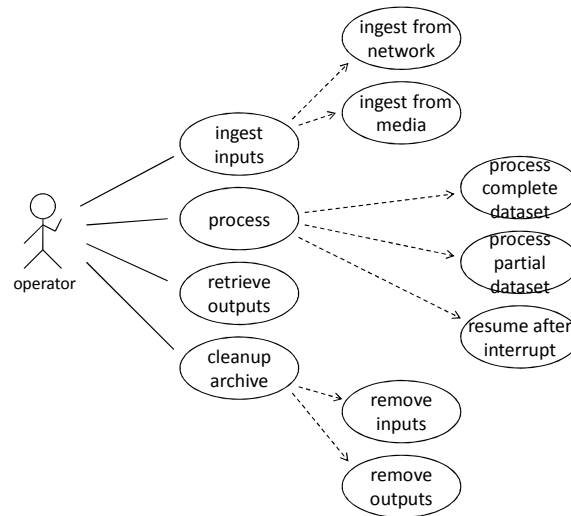 ingest from
network
ingest from
media
ingest
inputs
process
complete
dataset
process
process
partial
dataset
retrieve
outputs
operator
resume after
interrupt
cleanup
archive
remove
inputs
remove
outputs